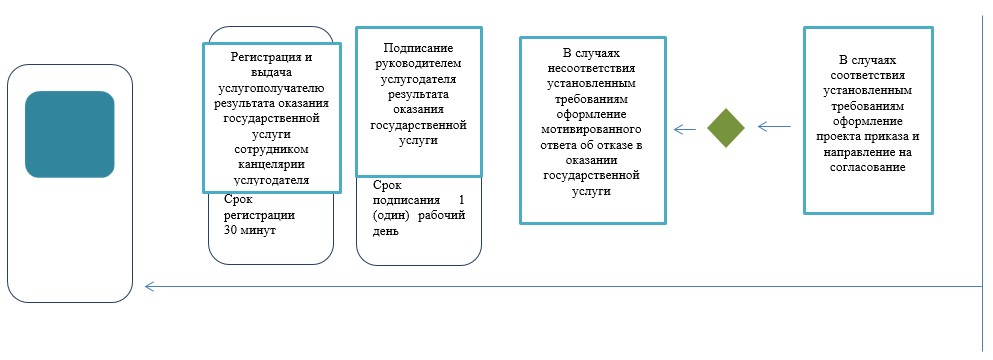 Регистрация и
выдача
услугополучателю
результата оказания
государственной
услуги
сотрудником
канцелярии
услугодателя
Срок
регистрации
30 минут
Подписание
руководителем
услугодателя
результата
оказания
государственной
услуги
Срок
подписания 1
(один) рабочий
день
В случаях
несоответствия
установленным
требованиям
оформление
мотивированного
ответа об отказе в
оказании
государственной
услуги
В случаях
соответствия
установленным
требованиям
оформление
проекта приказа и
направление на
согласование